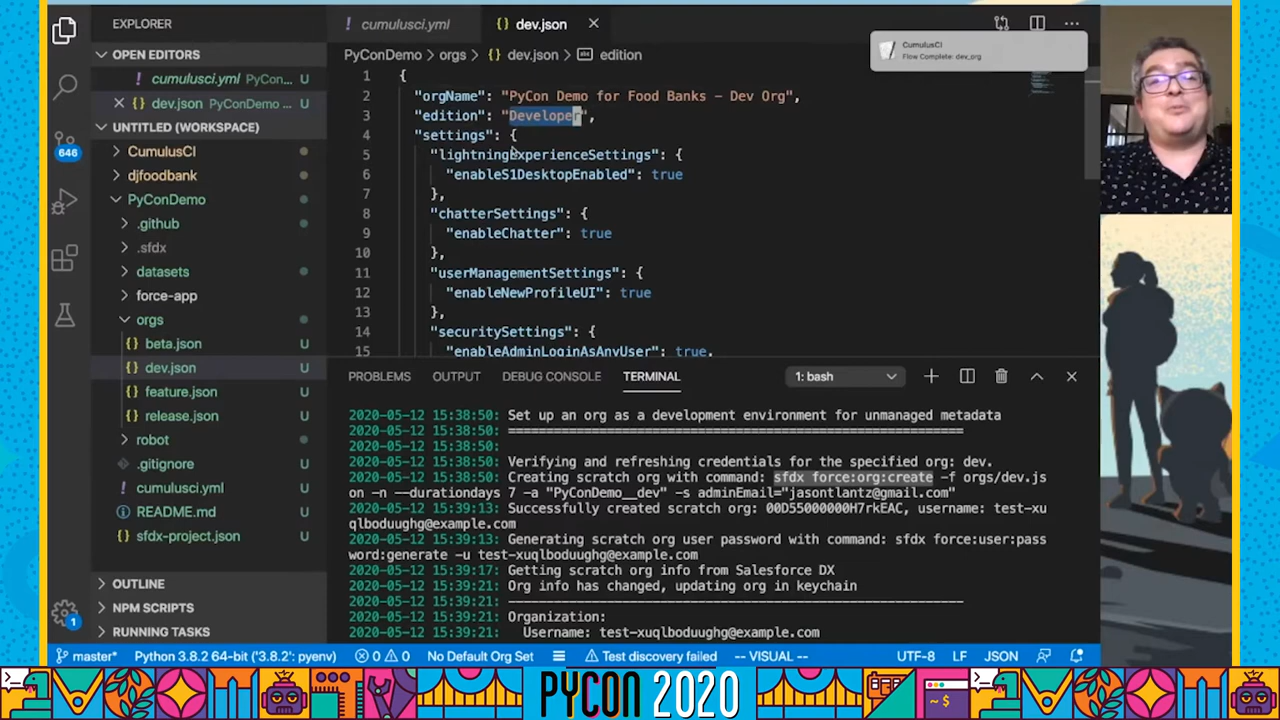 EXPLORER
OPEN EDITORS
! cumulusci.yml PyCon... U
× {} dev.json PyConDemo ... U
UNTITLED (WORKSPACE)
CumulusCI
djfoodbank
PyConDemo
.github
.sfdx
datasets
force-app
orgs
{} beta.json U
{} dev.json U
{} feature.json U
{} release.json U
robot
.gitignore U
! cumulusci.yml U
README.md U
{} sfdx-project.json U
OUTLINE
NPM SCRIPTS
RUNNING TASKS
646
1
! cumulusci.yml
{} dev.json ×
PyConDemo > orgs > {} dev.json > abc edition
CumulusCI
Flow Complete: dev_org
1 {
2 "orgName": "PyCon Demo for Food Banks - Dev Org",
3 "edition": "Developer",
4 "settings": {
5 "lightningExperienceSettings": {
6 "enableS1DesktopEnabled": true
7 },
8 "chatterSettings": {
9 "enableChatter": true
10 },
11 "userManagementSettings": {
12 "enableNewProfileUI": true
13 },
14 "securitySettings": {
15 "enableAdminLoginAsAnyUser": true,
PROBLEMS OUTPUT DEBUG CONSOLE TERMINAL 1: bash
2020-05-12 15:38:50: Set up an org as a development environment for unmanaged metadata
2020-05-12 15:38:50: ==========================================================
2020-05-12 15:38:50:
2020-05-12 15:38:50: Verifying and refreshing credentials for the specified org: dev.
2020-05-12 15:38:50: Creating scratch org with command: sfdx force:org:create -f orgs/dev.js
on -n --durationdays 7 -a "PyConDemo__dev" -s adminEmail="jasontlantz@gmail.com"
2020-05-12 15:39:13: Successfully created scratch org: 00D55000000H7rkEAC, username: test-xu
qlboduughg@example.com
2020-05-12 15:39:13: Generating scratch org user password with command: sfdx force:user:pass
word:generate -u test-xuqlboduughg@example.com
2020-05-12 15:39:17: Getting scratch org info from Salesforce DX
2020-05-12 15:39:21: Org info has changed, updating org in keychain
2020-05-12 15:39:21: ----------------------------------------------------------
2020-05-12 15:39:21: Organization:
2020-05-12 15:39:21: Username: test-xuqlboduughg@example.com
master* Python 3.8.2 64-bit ('3.8.2': pyenv) 0 0 No Default Org Set Test discovery failed -- VISUAL -- UTF-8 LF JSON
PYCON 2020
~$